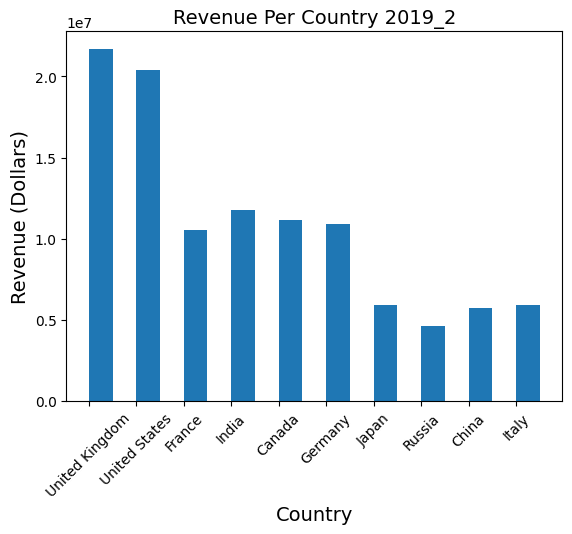 Revenue Per Country 2019_2
1e7
Revenue (Dollars)
2.0
1.5
1.0
0.5
0.0
United Kingdom
United States
France
India
Canada
Germany
Japan
Russia
China
Italy
Country